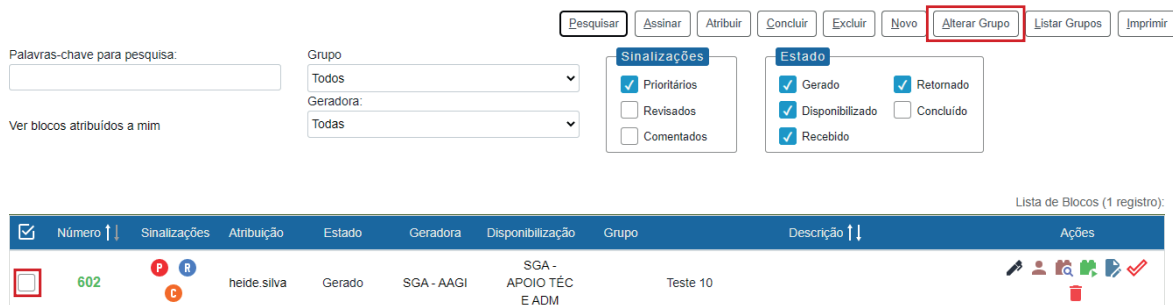 Pesquisar Assinar Atribuir Concluir Excluir Novo Alterar Grupo Listar Grupos Imprimir
Palavras-chave para pesquisa:
Grupo
Todos
Geradora:
Todas
Ver blocos atribuídos a mim
Sinalizações
Prioritários
Revisados
Comentados
Estado
Gerado Retornado
Disponibilizado Concluído
Recebido
Lista de Blocos (1 registro):
Número Sinalizações Atribuição Estado Geradora Disponibilização Grupo Descrição Ações
602 P R C heide.silva Gerado SGA - AAGI SGA -
APOIO TÉC
E ADM
Teste 10